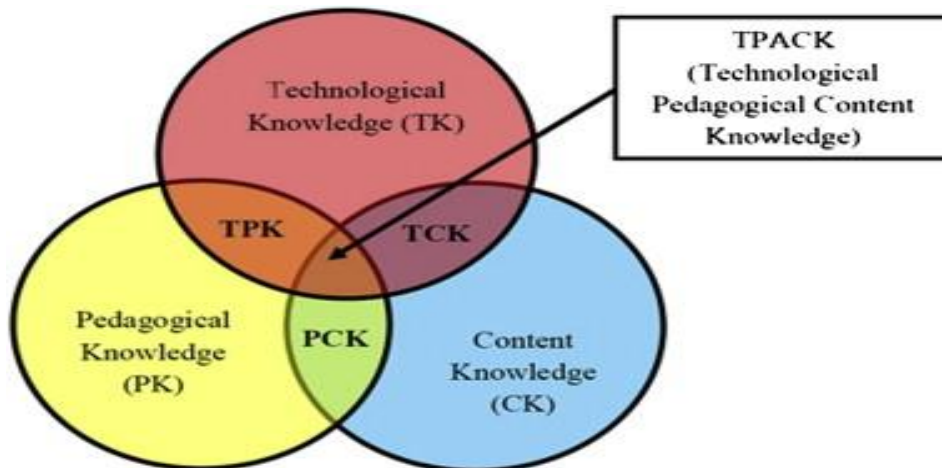 TPACK
(Technological
Pedagogical Content
Knowledge)
Technological
Knowledge (TK)
TPK
TCK
Pedagogical
Knowledge
(PK)
PCK
Content
Knowledge
(CK)